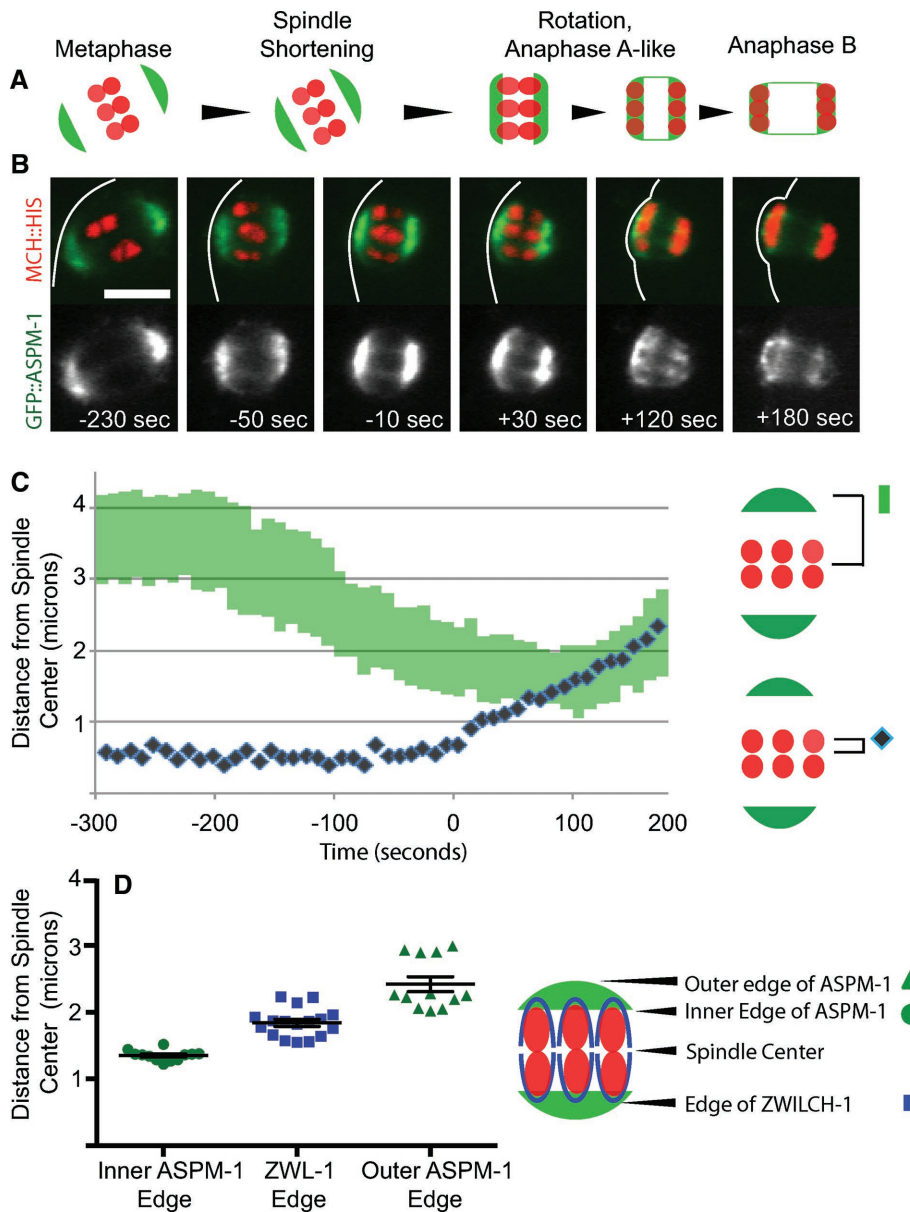 Metaphase
Spindle
Shortening
Rotation,
Anaphase A-like
Anaphase B
A
B
MCH::HIS
GFP::ASPM-1
-230 sec
-50 sec
-10 sec
+30 sec
+120 sec
+180 sec
C
Distance from Spindle
Center (microns)
4
3
2
1
-300
-200
-100
0
100
200
Time (seconds)
D
Distance from Spindle
Center (microns)
4
3
2
1
0
Inner ASPM-1
Edge
ZWL-1
Edge
Outer ASPM-1
Edge
Outer edge of ASPM-1
Inner Edge of ASPM-1
Spindle Center
Edge of ZWILCH-1